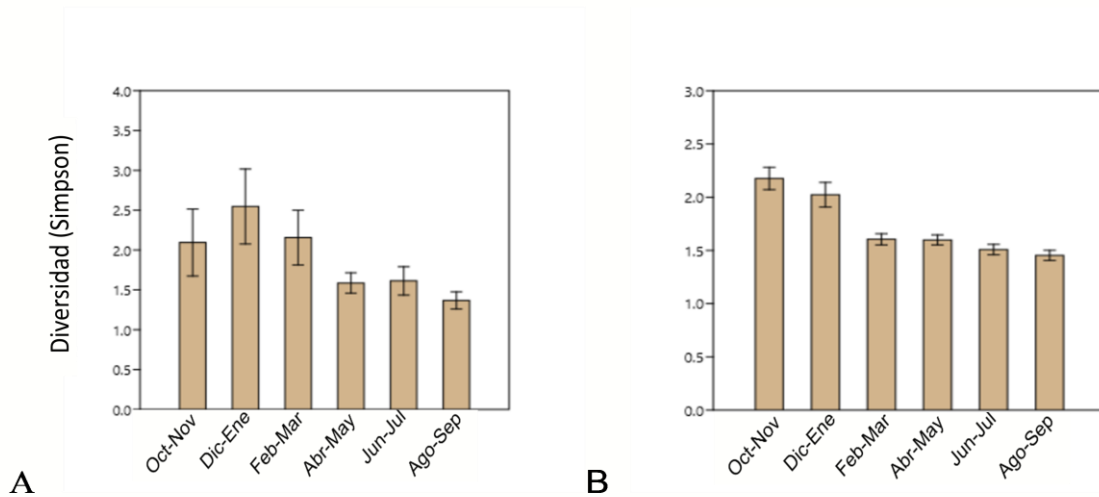 Diversidad (Simpson)
4.0
3.5
3.0
2.5
2.0
1.5
1.0
0.5
0.0
Oct-Nov
Dic-Ene
Feb-Mar
Abr-May
Jun-Jul
Ago-Sep
A
3.0
2.5
2.0
1.5
1.0
0.5
0.0
Oct-Nov
Dic-Ene
Feb-Mar
Abr-May
Jun-Jul
Ago-Sep
B